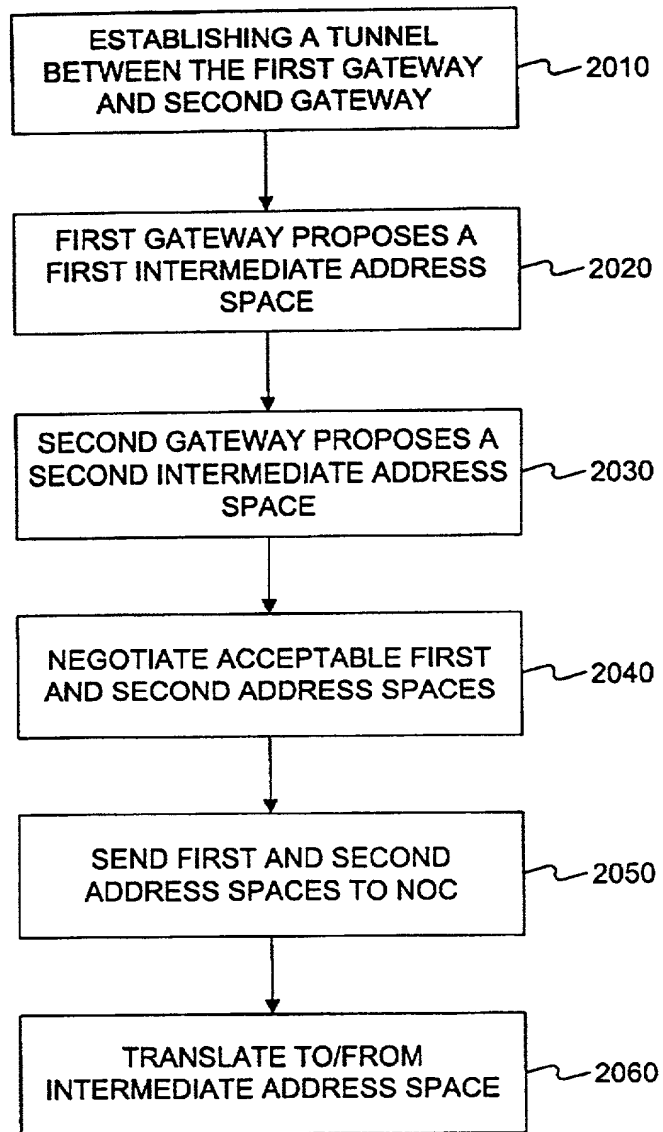 ESTABLISHING A TUNNEL
BETWEEN THE FIRST GATEWAY
AND SECOND GATEWAY
2010
FIRST GATEWAY PROPOSES A
FIRST INTERMEDIATE ADDRESS
SPACE
2020
SECOND GATEWAY PROPOSES A
SECOND INTERMEDIATE ADDRESS
SPACE
2030
NEGOTIATE ACCEPTABLE FIRST
AND SECOND ADDRESS SPACES
2040
SEND FIRST AND SECOND
ADDRESS SPACES TO NOC
2050
TRANSLATE TO/FROM
INTERMEDIATE ADDRESS SPACE
2060